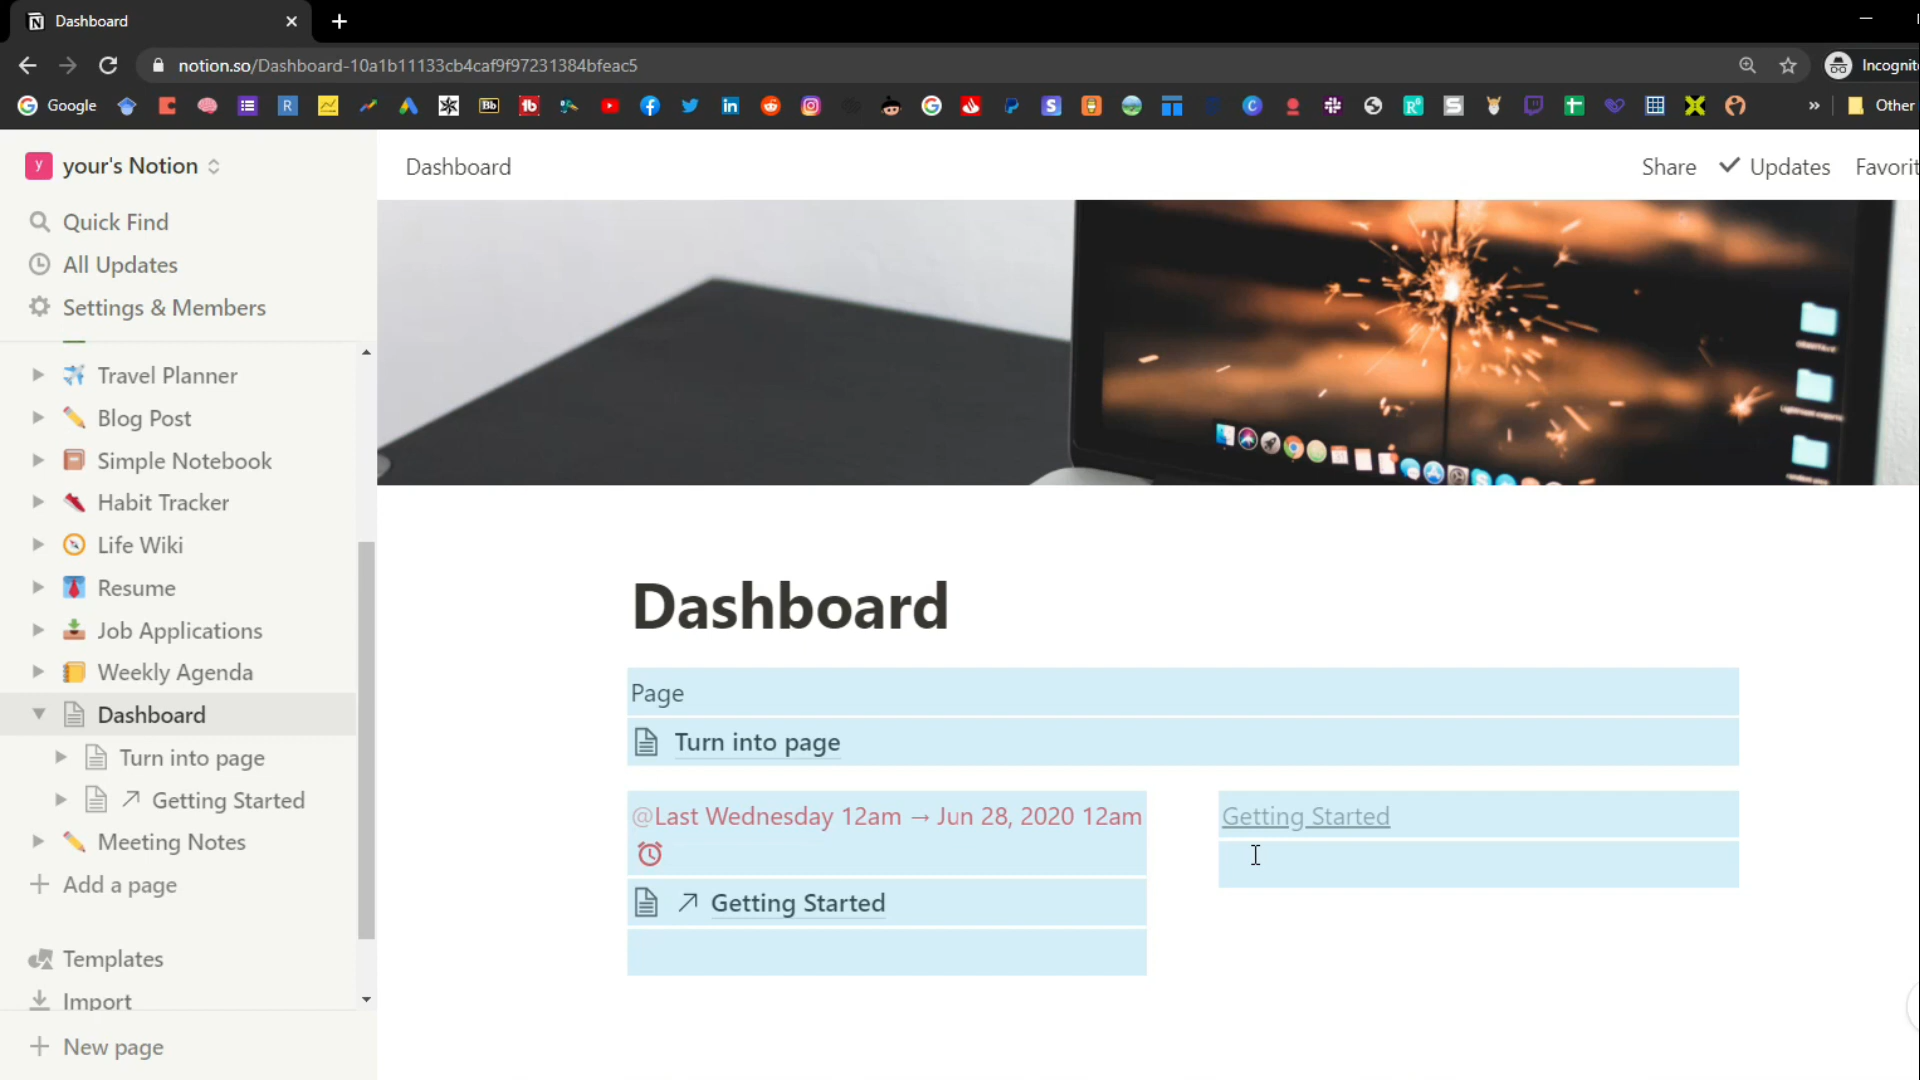 Dashboard
notion.so/Dashboard-10a1b11133cb4caf9f97231384bfeac5
Incognit
Google
Other
your's Notion
Dashboard
Share
Updates
Favorit
Quick Find
All Updates
Settings & Members
Travel Planner
Blog Post
Simple Notebook
Habit Tracker
Life Wiki
Resume
Job Applications
Weekly Agenda
Dashboard
Turn into page
Getting Started
Meeting Notes
Add a page
Templates
Import
New page
Dashboard
Page
Turn into page
@Last Wednesday 12am → Jun 28, 2020 12am
Getting Started
Getting Started